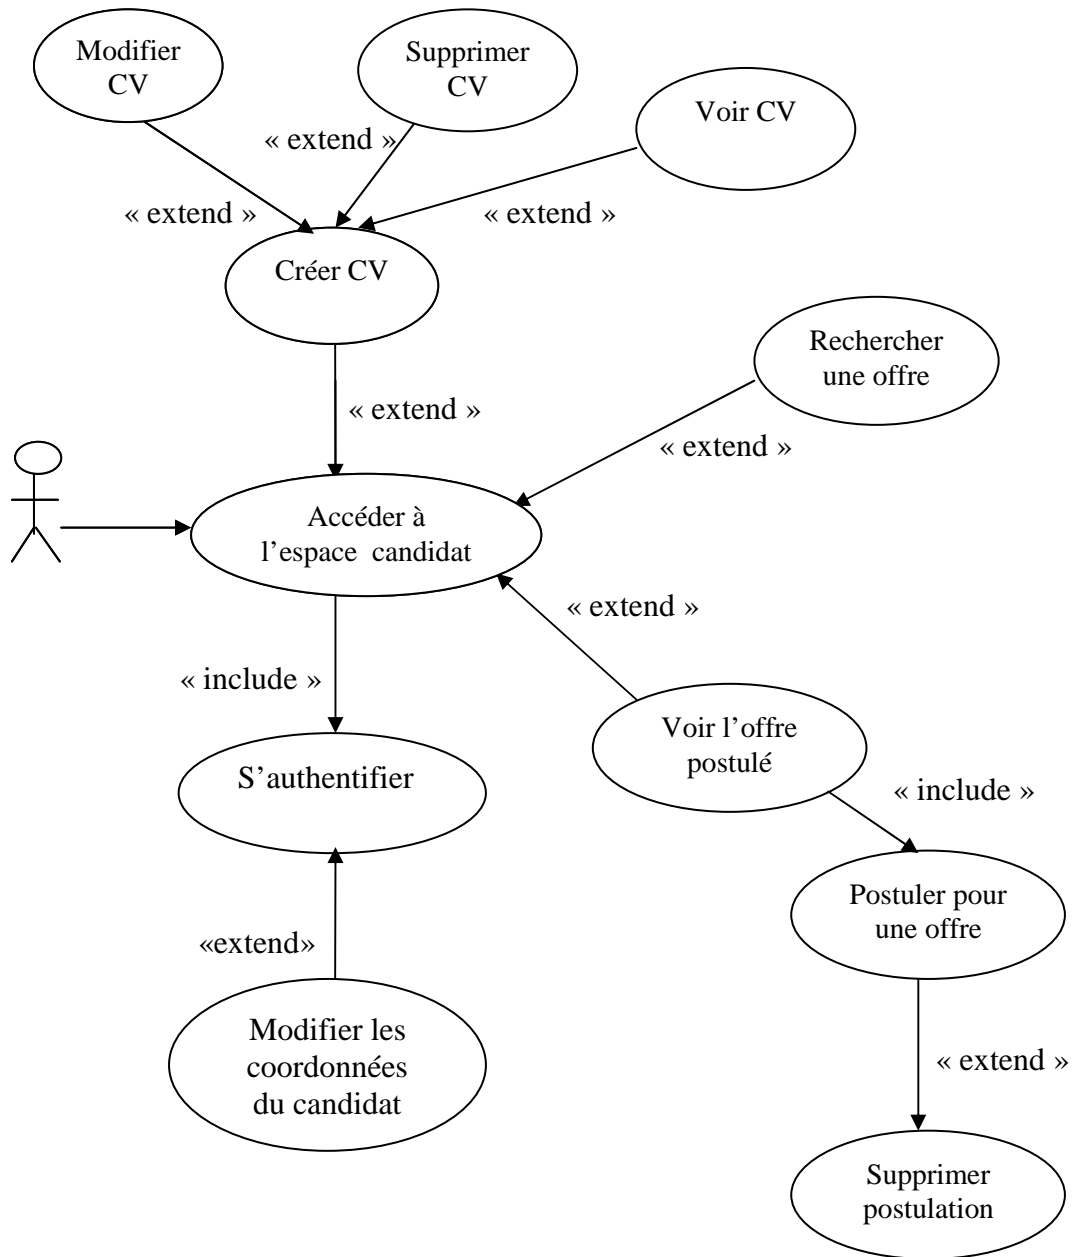 Modifier
CV
Supprimer
CV
Voir CV
« extend »
« extend »
« extend »
Créer CV
Rechercher
une offre
« extend »
« extend »
Accéder à
l’espace candidat
« extend »
« include »
Voir l’offre
postulé
S’authentifier
« include »
Postuler pour
une offre
«extend»
Modifier les
coordonnées
du candidat
« extend »
Supprimer
postulation